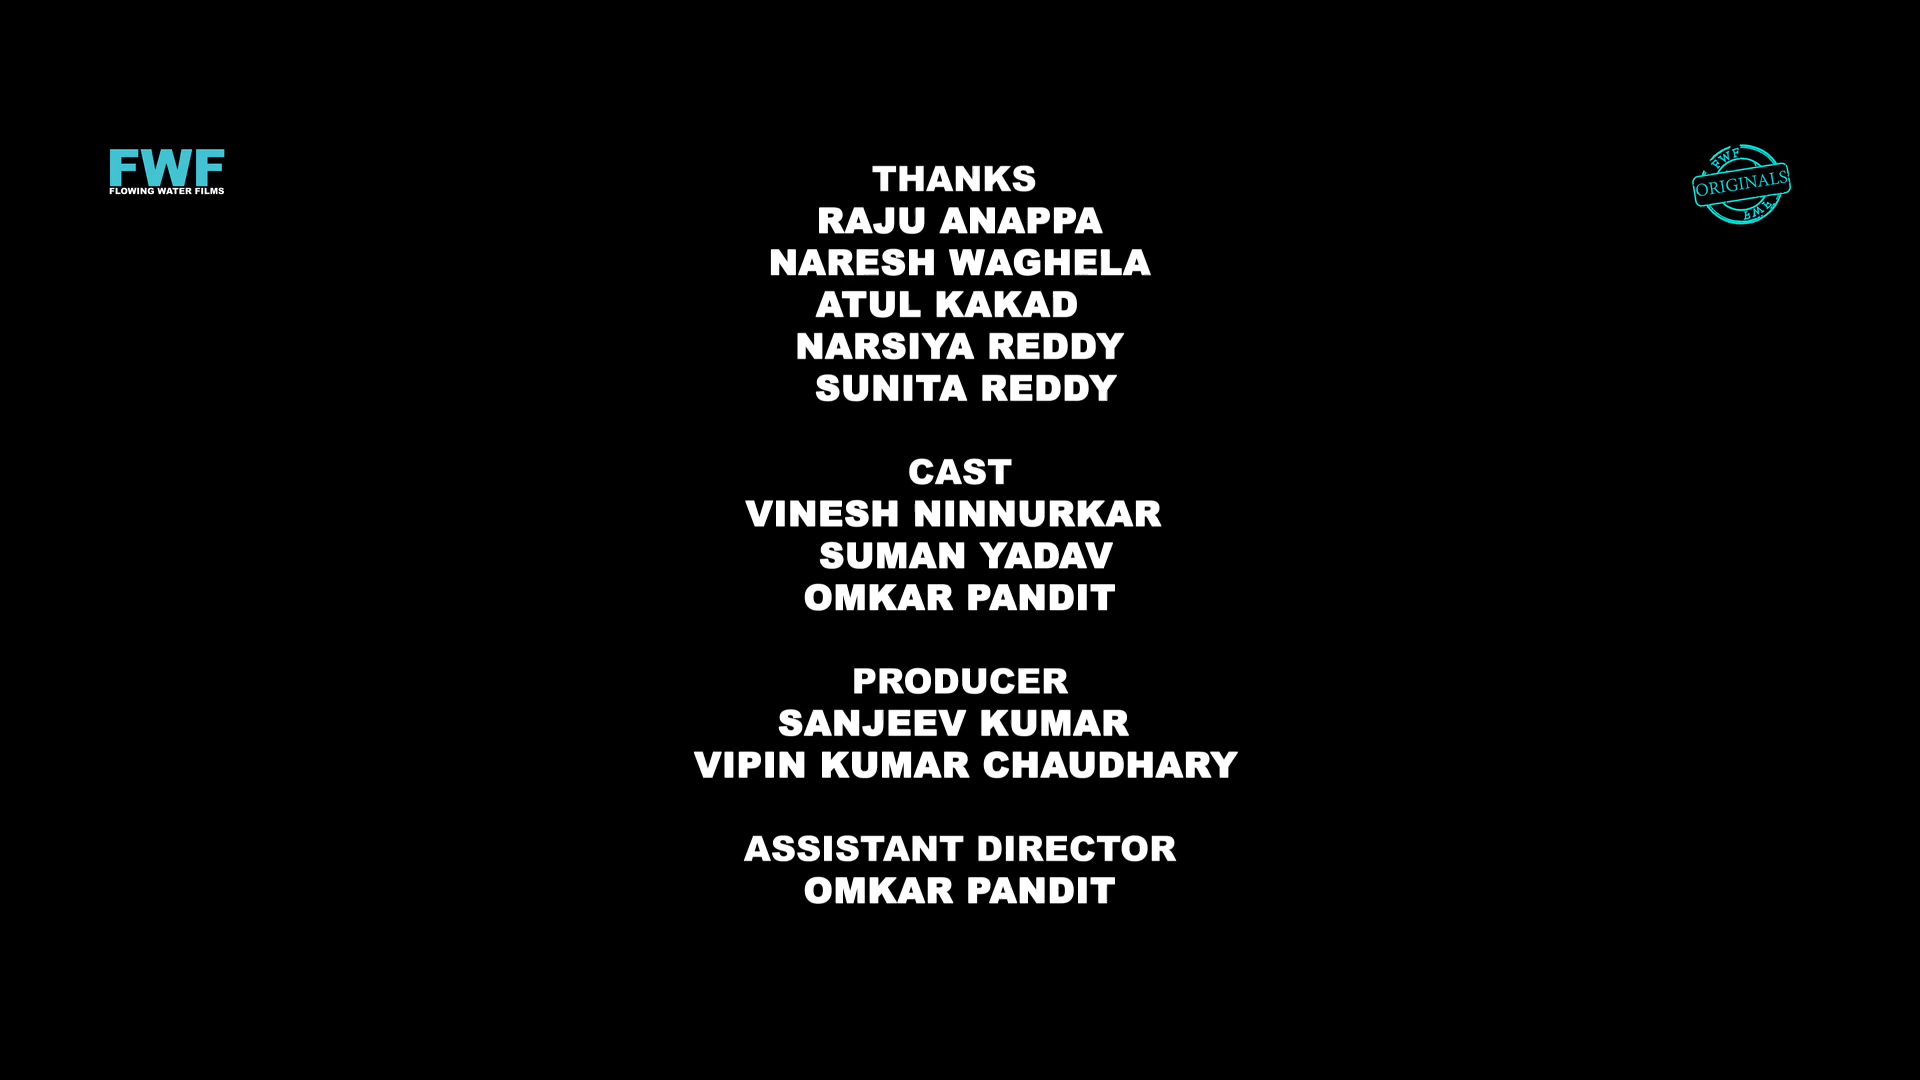 FWF
FLOWING WATER FILMS
FWF
ORIGINALS
FWF
THANKS
RAJU ANAPPA
NARESH WAGHELA
ATUL KAKAD
NARSIYA REDDY
SUNITA REDDY
CAST
VINESH NINNURKAR
SUMAN YADAV
OMKAR PANDIT
PRODUCER
SANJEEV KUMAR
VIPIN KUMAR CHAUDHARY
ASSISTANT DIRECTOR
OMKAR PANDIT